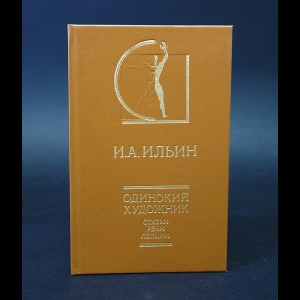 И.А.ИЛЬИН
ОДИНОКИЙ
ХУДОЖНИК
СТАТЬИ
РЕЧИ
ЛЕКЦИИ